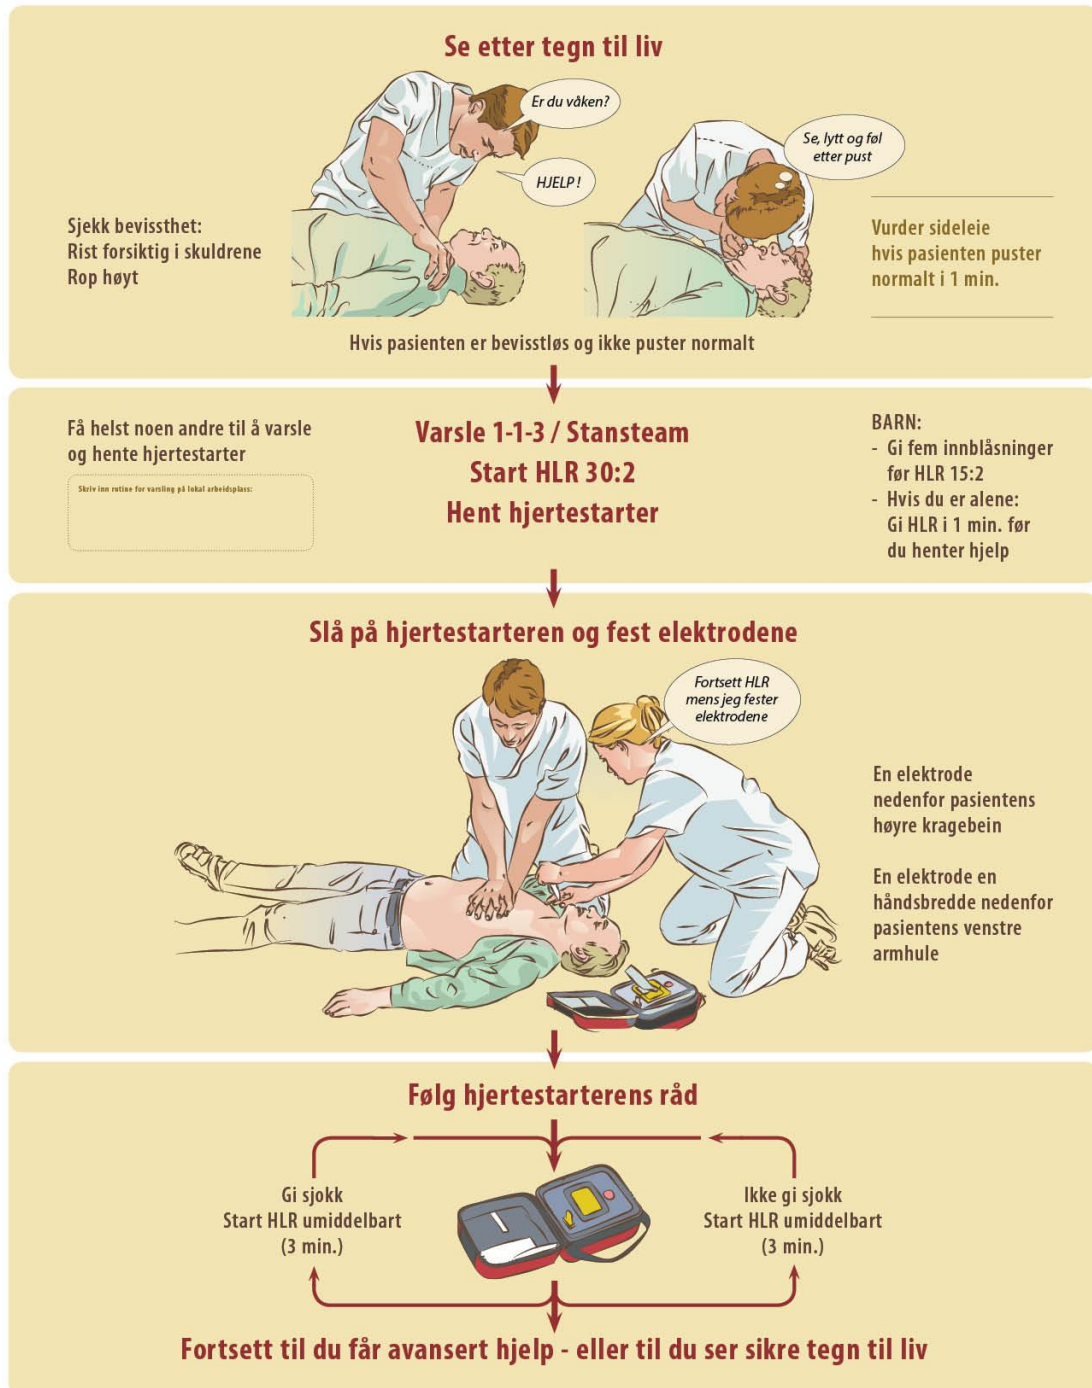 Se etter tegn til liv
Er du våken?
HJELP !
Se, lytt og føl
etter pust
Sjekk bevissthet:
Rist forsiktig i skuldrene
Rop høyt
Vurder sideleie
hvis pasienten puster
normalt i 1 min.
Hvis pasienten er bevisstløs og ikke puster normalt
Få helst noen andre til å varsle
og hente hjertestarter
Skriv inn rutine for varsling på lokal arbeidsplass:
Varsle 1-1-3 / Stansteam
Start HLR 30:2
Hent hjertestarter
BARN:
- Gi fem innblåsninger
før HLR 15:2
- Hvis du er alene:
Gi HLR i 1 min. før
du henter hjelp
Slå på hjertestarteren og fest elektrodene
Fortsett HLR
mens jeg fester
elektrodene
En elektrode
nedenfor pasientens
høyre kragebein
En elektrode en
håndsbredde nedenfor
pasientens venstre
armhule
Følg hjertestarterens råd
Gi sjokk
Start HLR umiddelbart
(3 min.)
Ikke gi sjokk
Start HLR umiddelbart
(3 min.)
Fortsett til du får avansert hjelp - eller til du ser sikre tegn til liv